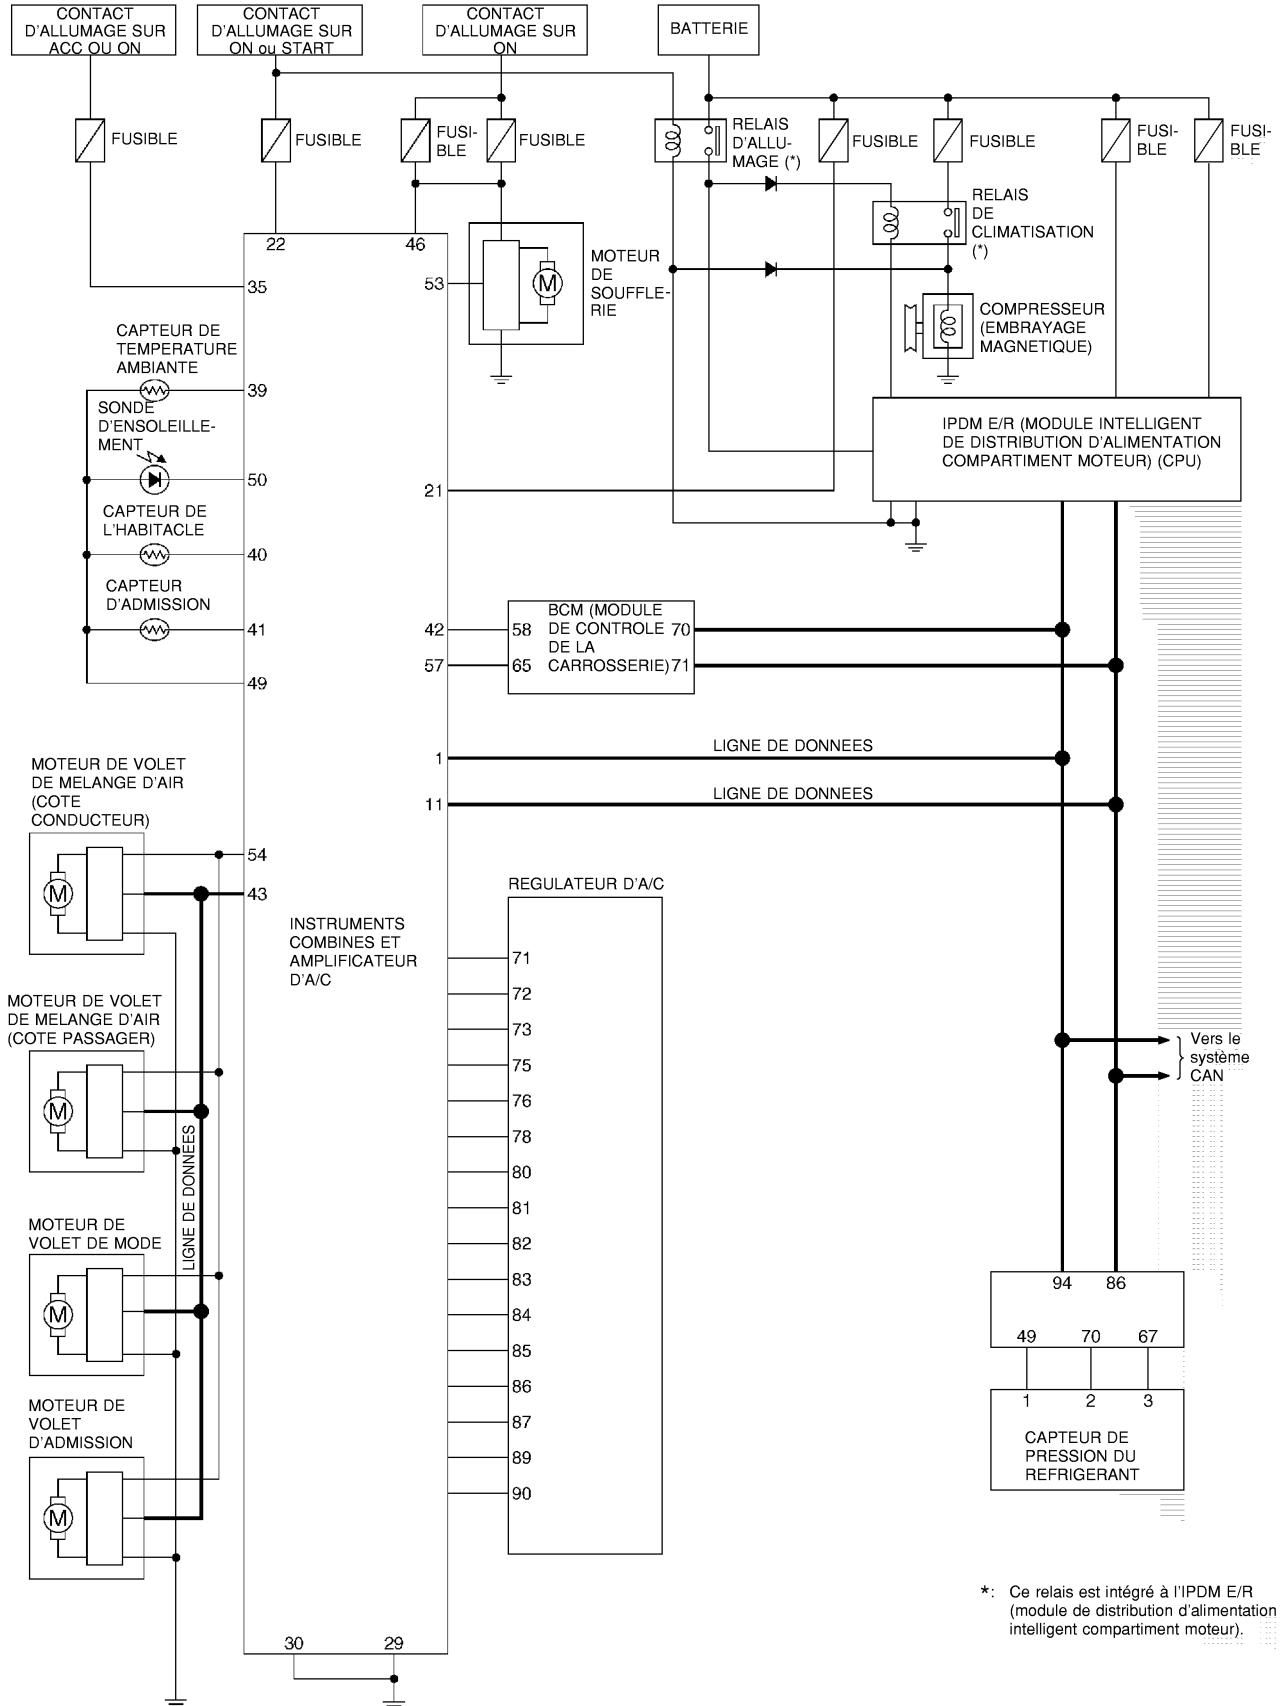 CONTACT
D'ALLUMAGE SUR
ACC OU ON
CONTACT
D'ALLUMAGE SUR
ON ou START
CONTACT
D'ALLUMAGE SUR
ON
BATTERIE
FUSIBLE
FUSIBLE
FUSI-
BLE
FUSIBLE
RELAIS
D'ALLU-
MAGE (*)
FUSIBLE
FUSIBLE
FUSI-
BLE
FUSI-
BLE
RELAIS
DE
CLIMATISATION
(*)
22
46
53
35
M
MOTEUR
DE
SOUFFLE-
RIE
COMPRESSEUR
(EMBRAYAGE
MAGNETIQUE)
CAPTEUR DE
TEMPERATURE
AMBIANTE
39
SONDE
D'ENSOLEILLE-
MENT
50
21
IPDM E/R (MODULE INTELLIGENT
DE DISTRIBUTION D'ALIMENTATION
COMPARTIMENT MOTEUR) (CPU)
CAPTEUR DE
L'HABITACLE
40
CAPTEUR
D'ADMISSION
41
49
42
57
58
65
BCM (MODULE
DE CONTROLE
DE LA
CARROSSERIE)
70
71
1
LIGNE DE DONNEES
11
LIGNE DE DONNEES
MOTEUR DE VOLET
DE MELANGE D'AIR
(COTE
CONDUCTEUR)
M
54
43
INSTRUMENTS
COMBINES ET
AMPLIFICATEUR
D'A/C
REGULATEUR D'A/C
71
72
73
75
76
78
80
81
82
83
84
85
86
87
89
90
MOTEUR DE VOLET
DE MELANGE D'AIR
(COTE PASSAGER)
M
LIGNE DE DONNEES
MOTEUR DE
VOLET DE MODE
M
MOTEUR DE
VOLET
D'ADMISSION
M
30
29
Vers le
système
CAN
94
86
49
70
67
1
2
3
CAPTEUR DE
PRESSION DU
REFRIGERANT
*: Ce relais est intégré à l'IPDM E/R
(module de distribution d'alimentation
intelligent compartiment moteur).